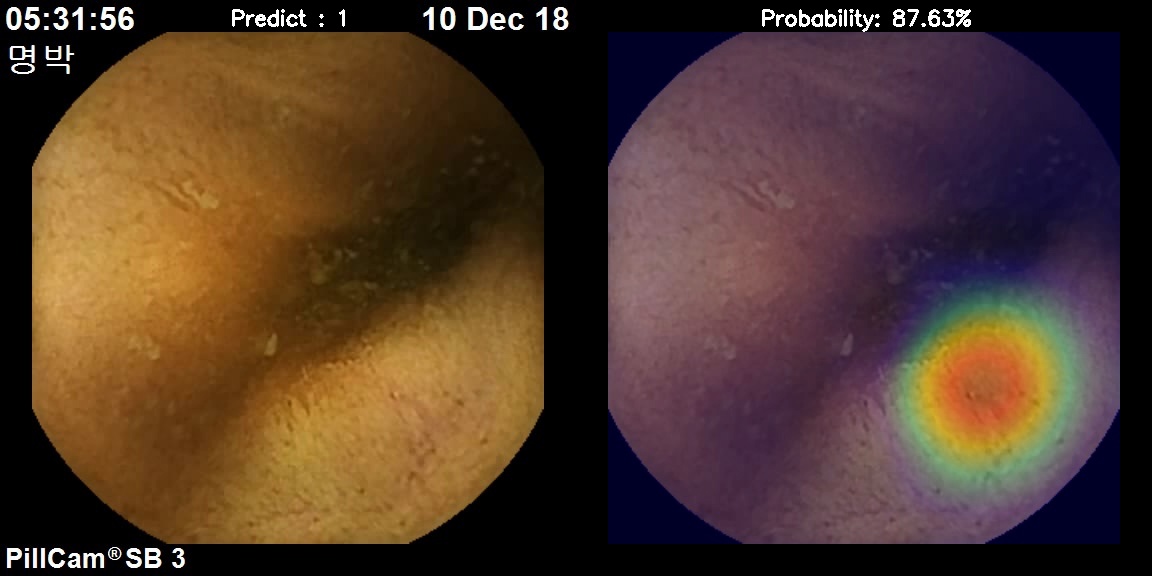 05:31:56
Predict : 1
10 Dec 18
Probability: 87.63%
명박
PillCam® SB 3